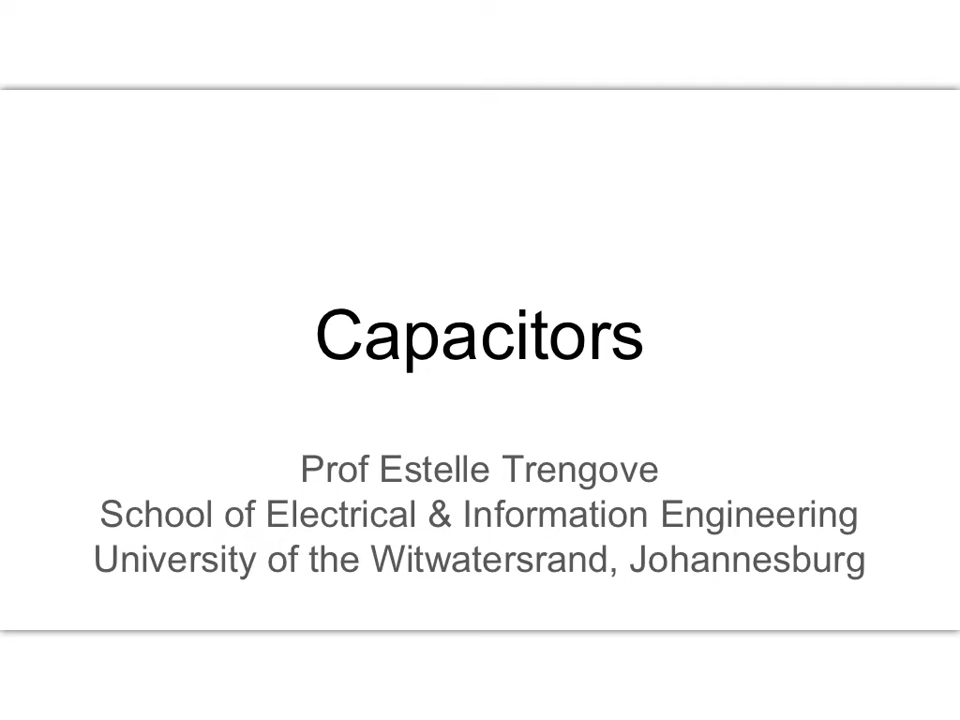 Capacitors
Prof Estelle Trengove
School of Electrical & Information Engineering
University of the Witwatersrand, Johannesburg